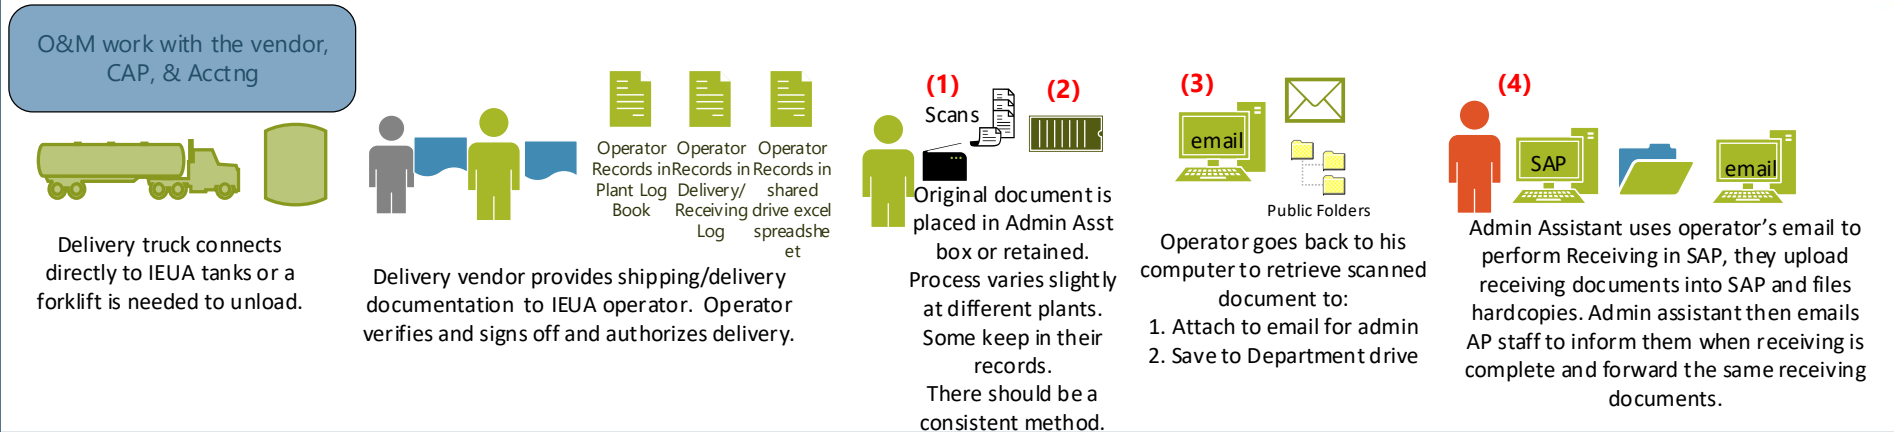 O&M work with the vendor,
CAP, & Acctng
Delivery truck connects
directly to IEUA tanks or a
forklift is needed to unload.
Operator
Records in
Plant Log
Book
Operator
Records in
Delivery/
Receiving
Log
Operator
Records in
shared
drive excel
spreadshe
et
Delivery vendor provides shipping/delivery
documentation to IEUA operator. Operator
verifies and signs off and authorizes delivery.
(1)
Scans
(2)
Original document is
placed in Admin Asst
box or retained.
Process varies slightly
at different plants.
Some keep in their
records.
There should be a
consistent method.
(3)
email
Public Folders
Operator goes back to his
computer to retrieve scanned
document to:
1. Attach to email for admin
2. Save to Department drive
(4)
SAP
email
Admin Assistant uses operator’s email to
perform Receiving in SAP, they upload
receiving documents into SAP and files
hardcopies. Admin assistant then emails
AP staff to inform them when receiving is
complete and forward the same receiving
documents.